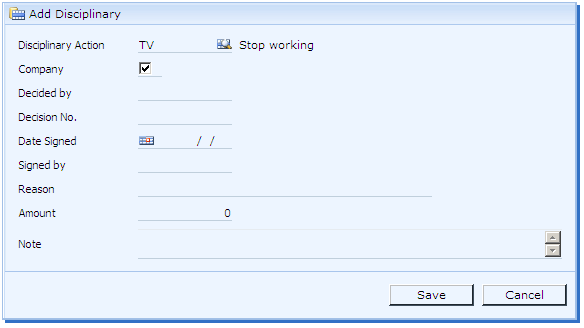 Add Disciplinary
Disciplinary Action TV Stop working
Company
Decided by
Decision No.
Date Signed / /
Signed by
Reason
Amount 0
Note
Save Cancel